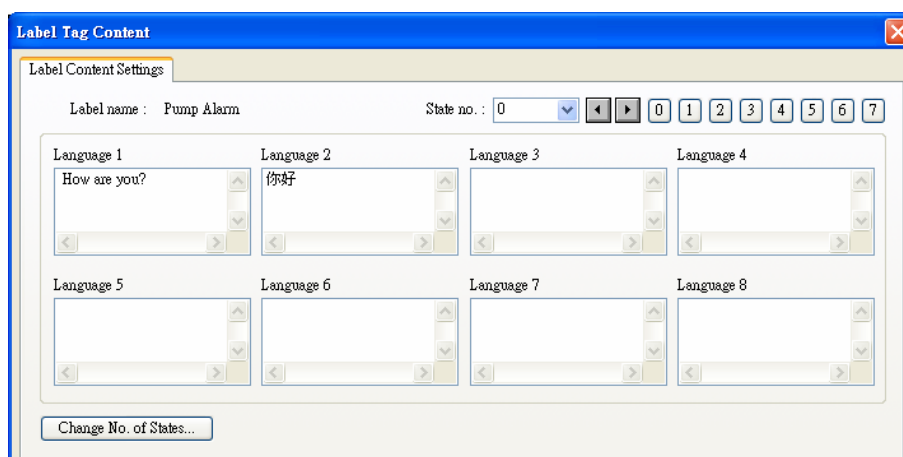 Label Tag Content
Label Content Settings
Label name : Pump Alarm State no. : 0 0 1 2 3 4 5 6 7
Language 1 Language 2 Language 3 Language 4
How are you? 你好
Language 5 Language 6 Language 7 Language 8
Change No. of States...